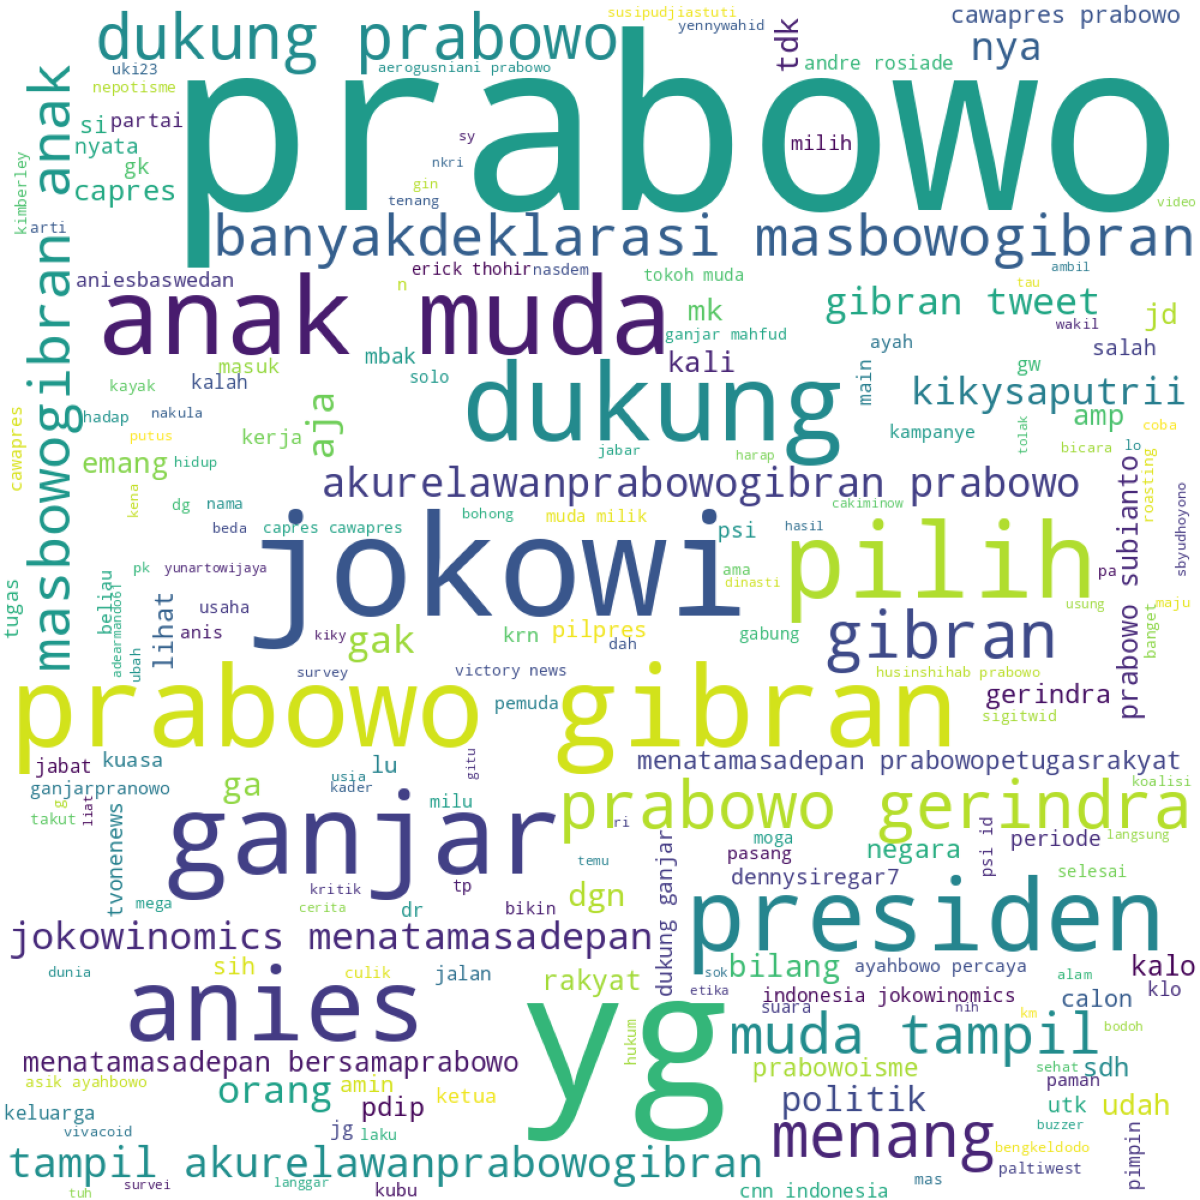 susipudjiastuti
cawapres prabowo
dukung prabowo
yennywahid
tdk
nya
uki23
aerogusniani prabowo
andre rosiade
nepotisme
prabowo
si
partai
sy
milih
nyata
nkri
gk
gin
capres
tenang
video
kimberley
arti
masbowogibran anak
banyakdeklarasi masbowogibran
aniesbaswedan
erick thohir
nasdem
tokoh muda
ambil
n
tau
anak muda
mk
gibran tweet
jd
wakil
ganjar mahfud
ayah
salah
mbak
kali
masuk
solo
gw
kayak
kalah
main
dukung
kikysaputrii
hadap
nakula
aja
amp
coba
putus
kerja
kampanye
tolak
cawapres
emang
hidup
jabar
harap
bicara
lo
kena
akurelawanprabowogibran prabowo
prabowo subianto
roasting
sbyudhoyono
dg
nama
bohong
muda milik
cakiminow
beda
capres cawapres
psi
hasil
jokowi
pilih
pk
yunartowijaya
ama
pa
dinasti
tugas
beliau
adearmando61
lihat
usaha
usung
maju
anis
kiky
gak
krn
pilpres
gabung
gibran
banget
ubah
dah
survey
victory news
husinshihab prabowo
prabowo gibran
pemuda
gerindra
sigitwid
jabat
kuasa
lu
gitu
menatamasadepan prabowopetugasrakyat
ganjarpranowo
usia
ga
kader
koalisi
gg
liat
milu
prabowo gerindra
takut
tvonenews
ganjar
ri
dukung ganjar
moga
psi id
periode
langsung
pasang
negara
temu
dennysiregar7
selesai
kritik
tp
mega
cerita
dr
bikin
dgn
presiden
jokowinomics menatamasadepan
dunia
sih
culik
jalan
rakyat
sok
bilang
ayahbowo percaya
alam
kalo
etika
indonesia jokowinomics
klo
anies
yg
suara
nih
calon
km
hukum
muda tampil
bodoh
menatamasadepan bersamaprabowo
prabowoisme
sehat
sdh
asik ayahbowo
amin
paman
orang
ketua
politik
utk
udah
keluarga
pdip
vivacoid
jg
laku
menang
buzzer
bengkeldodo
pimpin
tampil akurelawanprabowogibran
paltiwest
tuh
survei
langgar
kubu
mas
cnn indonesia